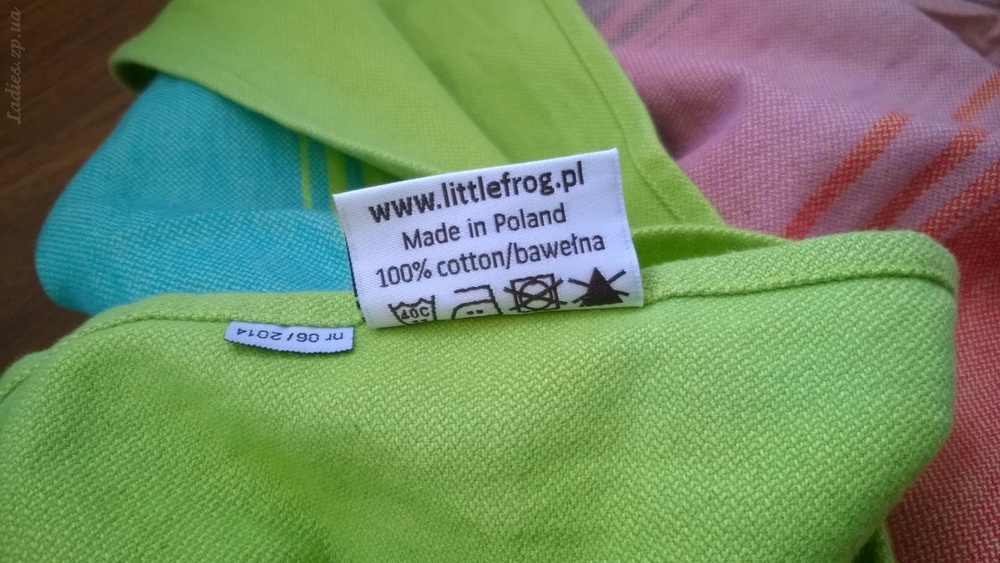 Ladies.zp.ua
www.littlefrog.pl
Made in Poland
100% cotton/bawełna
40C
nr 06/2014